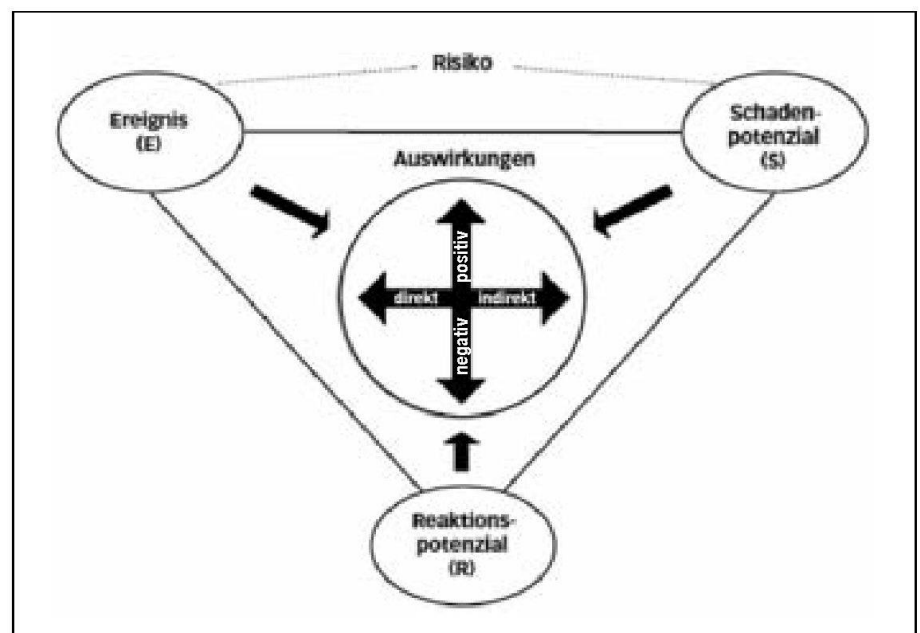 Risiko
Ereignis
(E)
Schaden-
potenzial
(S)
Auswirkungen
positiv
direkt
indirekt
negativ
Reaktions-
potenzial
(R)